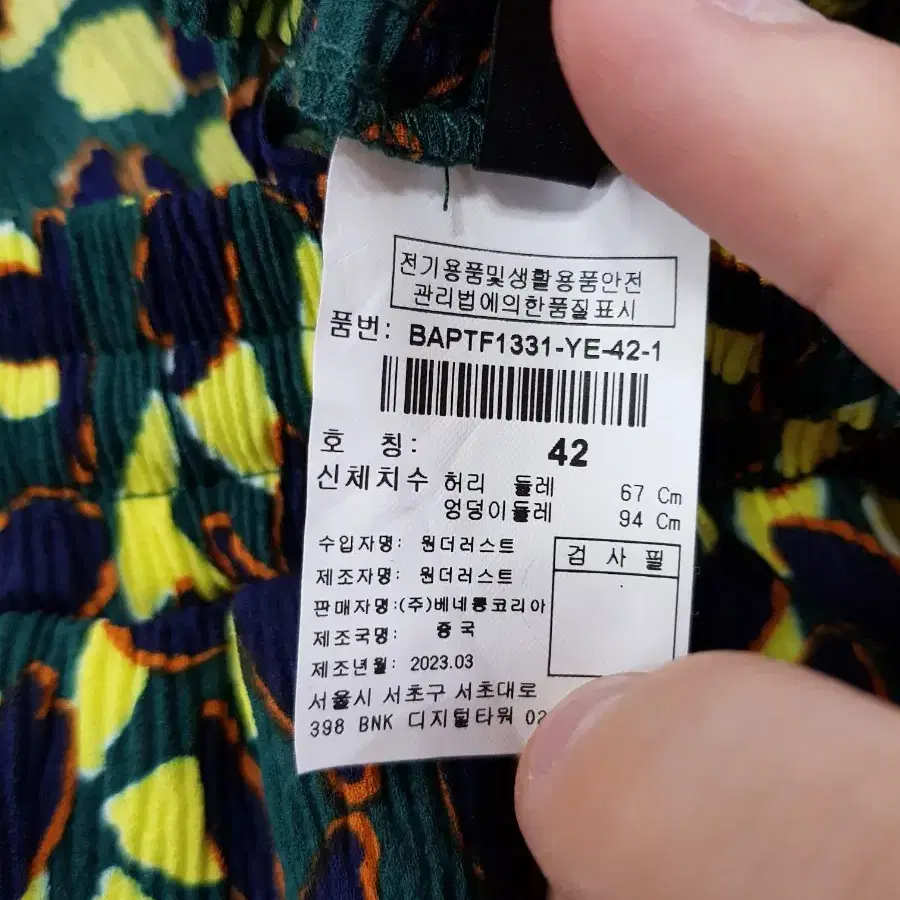 전기용품및생활용품안전
관리법에의한품질표시
품번: BAPTF1331-YE-42-1
호 칭: 42
신체치수 허리 둘레 67 Cm
엉덩이둘레 94 Cm
수입자명: 원더러스트
검 사 필
제조자명: 원더러스트
판매자명:(주)베네통코리아
제조국명: 중국
제조년월: 2023.03
서울시 서초구 서초대로
398 BNK 디지털타워 02